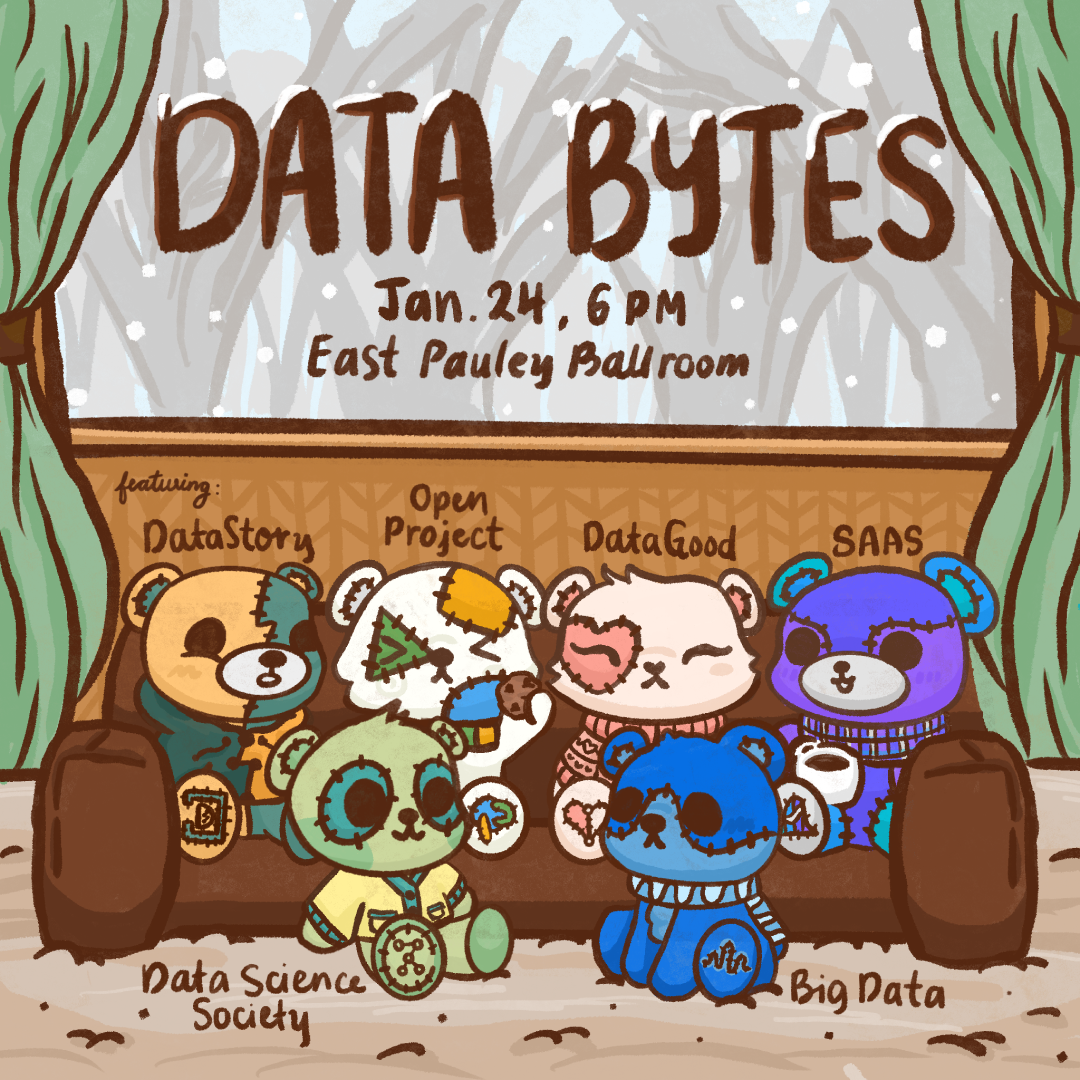 DATA BYTES
Jan. 24, 6 PM
East Pauley Ballroom
featuring:
DataStory
Open
Project
DataGood
SAAS
Data Science
Society
Big Data